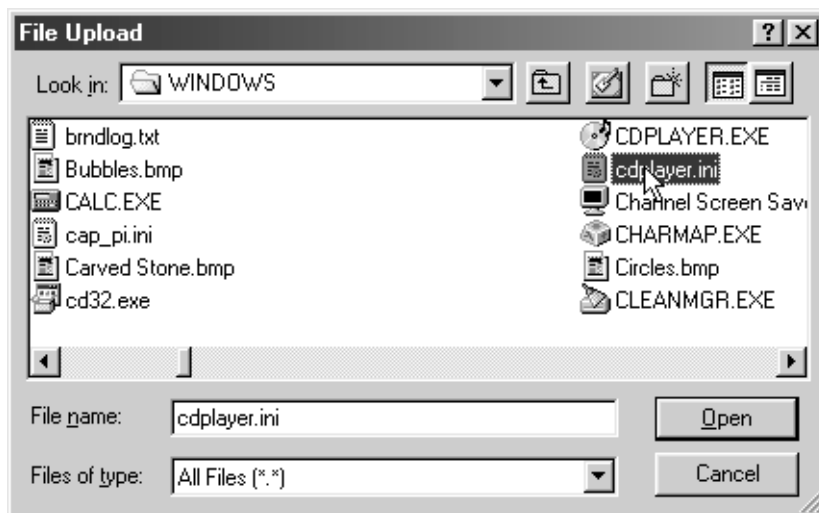 File Upload
Look in: WINDOWS
brndlog.txt
Bubbles.bmp
CALC.EXE
cap_pi.ini
Carved Stone.bmp
cd32.exe
CDPLAYER.EXE
cdplayer.ini
Channel Screen Sav
CHARMAP.EXE
Circles.bmp
CLEANMGR.EXE
File name: cdplayer.ini
Open
Files of type: All Files (*.*)
Cancel